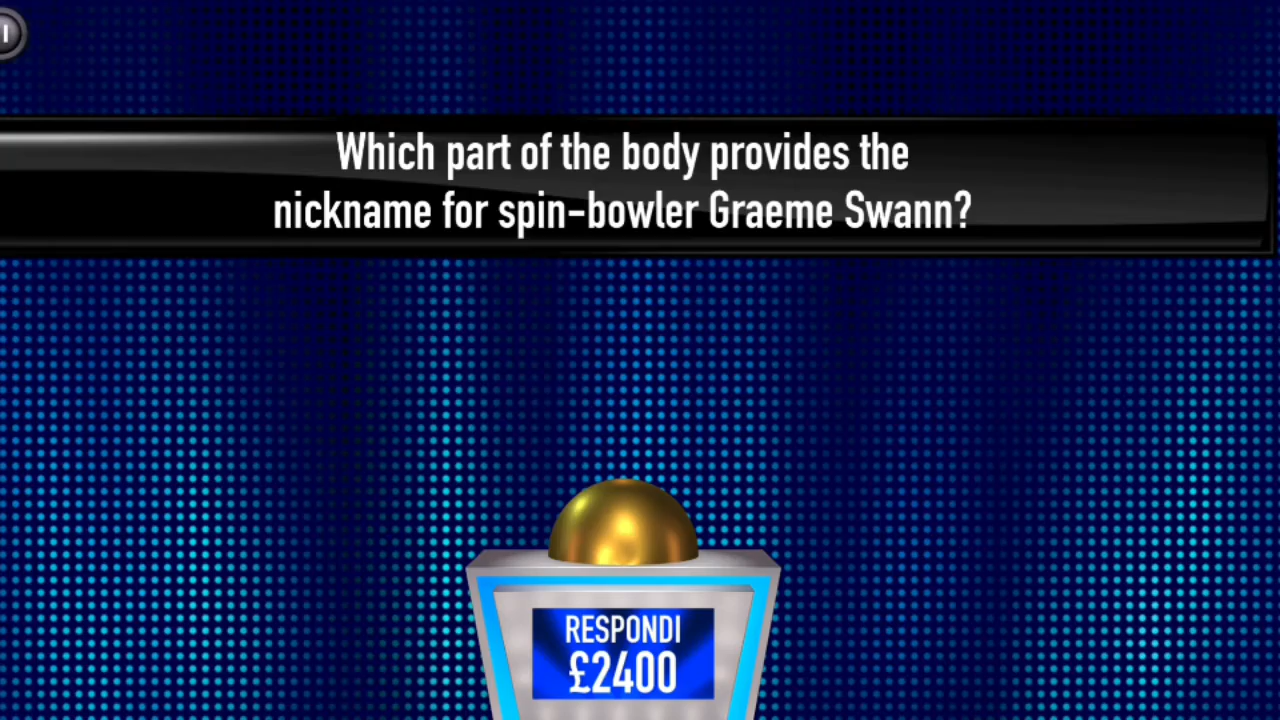 Which part of the body provides the
nickname for spin-bowler Graeme Swann?
RESPONDI
£2400